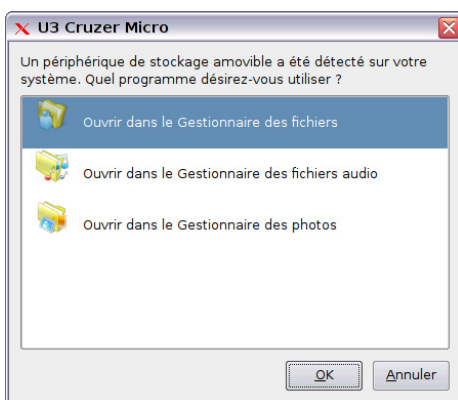 U3 Cruzer Micro
Un périphérique de stockage amovible a été détecté sur votre
système. Quel programme désirez-vous utiliser ?
Ouvrir dans le Gestionnaire des fichiers
Ouvrir dans le Gestionnaire des fichiers audio
Ouvrir dans le Gestionnaire des photos
OK Annuler